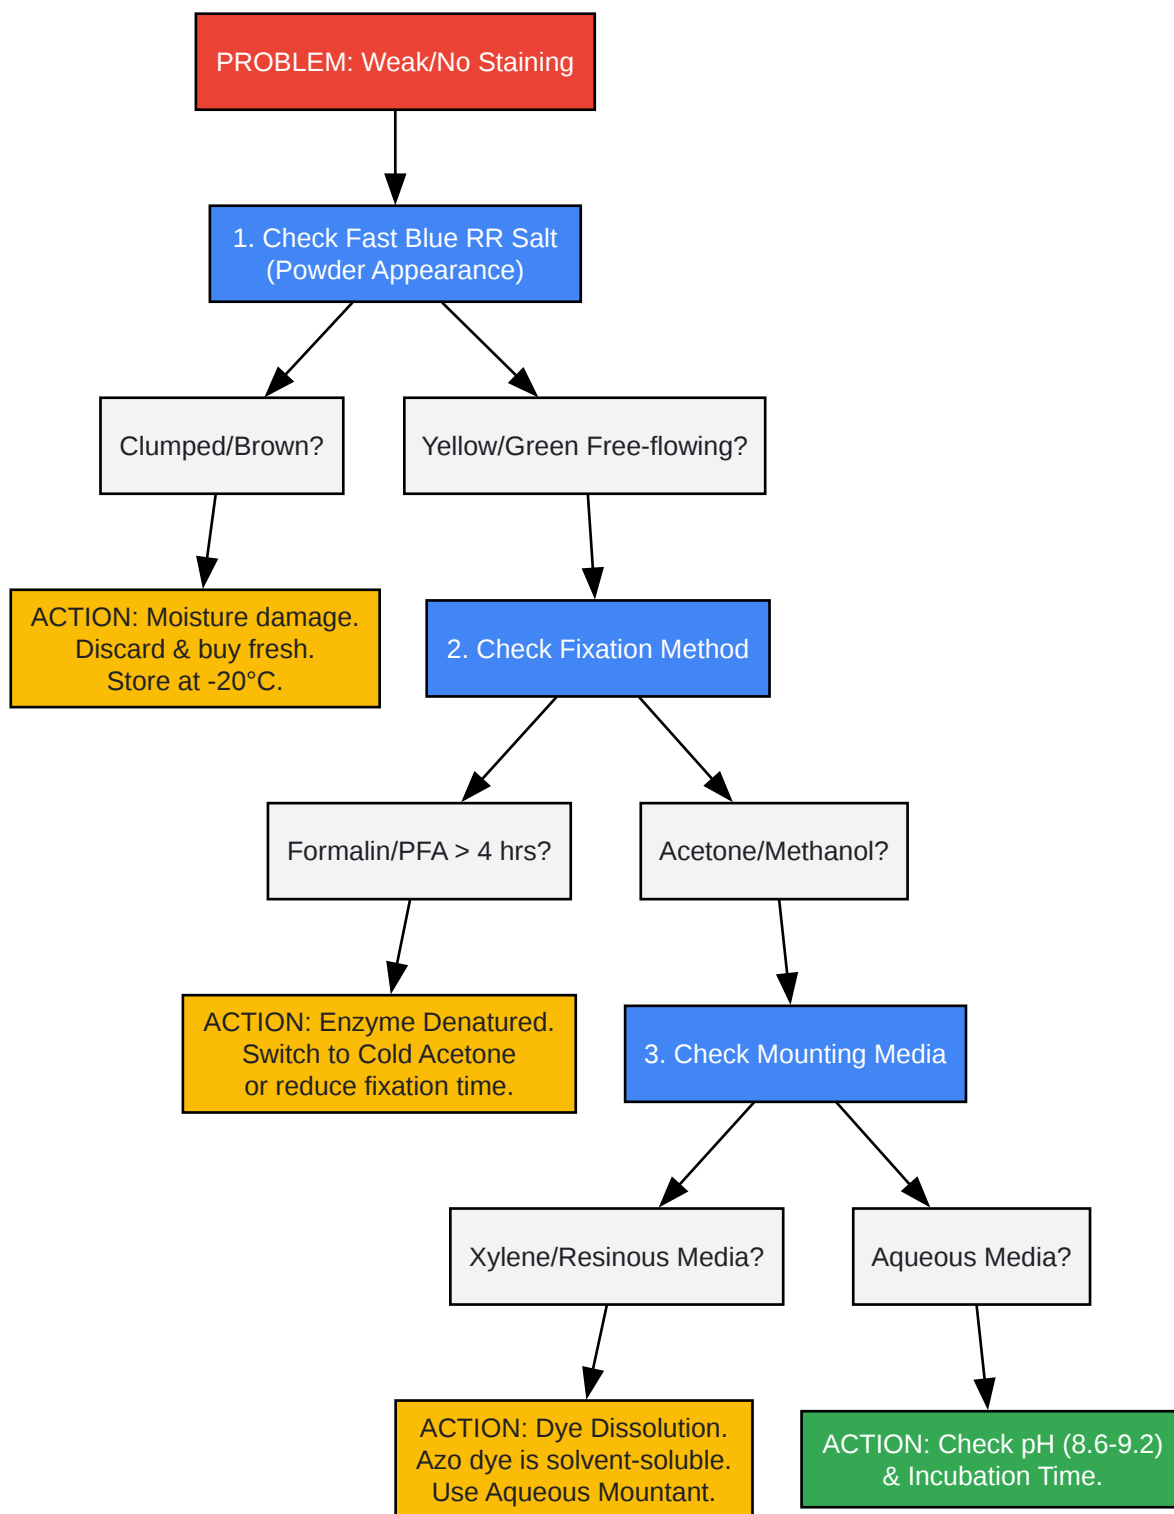 PROBLEM: Weak/No Staining
1. Check Fast Blue RR Salt
(Powder Appearance)
Clumped/Brown?
Yellow/Green Free-flowing?
ACTION: Moisture damage.
Discard & buy fresh.
Store at -20°C.
2. Check Fixation Method
Formalin/PFA > 4 hrs?
Acetone/Methanol?
ACTION: Enzyme Denatured.
Switch to Cold Acetone
or reduce fixation time.
3. Check Mounting Media
Xylene/Resinous Media?
Aqueous Media?
ACTION: Dye Dissolution.
Azo dye is solvent-soluble.
Use Aqueous Mountant.
ACTION: Check pH (8.6-9.2)
& Incubation Time.